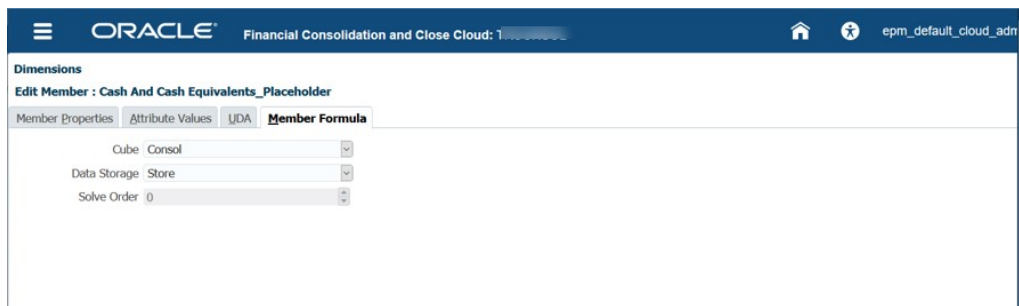 ORACLE Financial Consolidation and Close Cloud: epm_default_cloud_adm
Dimensions
Edit Member : Cash And Cash Equivalents_Placeholder
Member Properties Attribute Values UDA Member Formula
Cube Consol
Data Storage Store
Solve Order 0